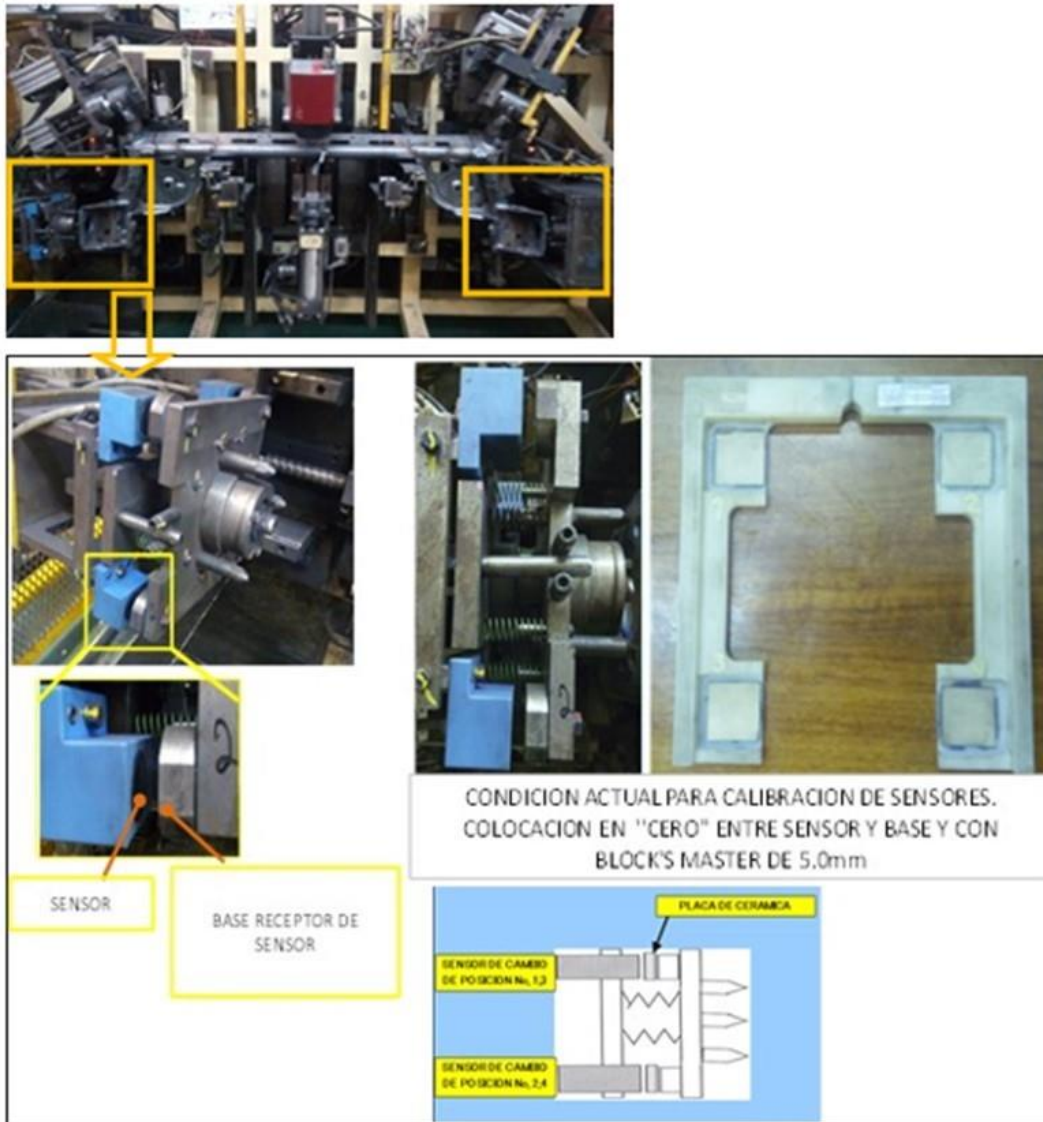 CONDICION ACTUAL PARA CALIBRACION DE SENSORES.
COLOCACION EN "CERO" ENTRE SENSOR Y BASE Y CON
BLOCK'S MASTER DE 5.0mm
SENSOR
BASE RECEPTOR DE
SENSOR
PLACA DE CERAMICA
SENSOR DE CAMBIO
DE POSICION No, 1,3
SENSOR DE CAMBIO
DE POSICION No, 2,4
2
2